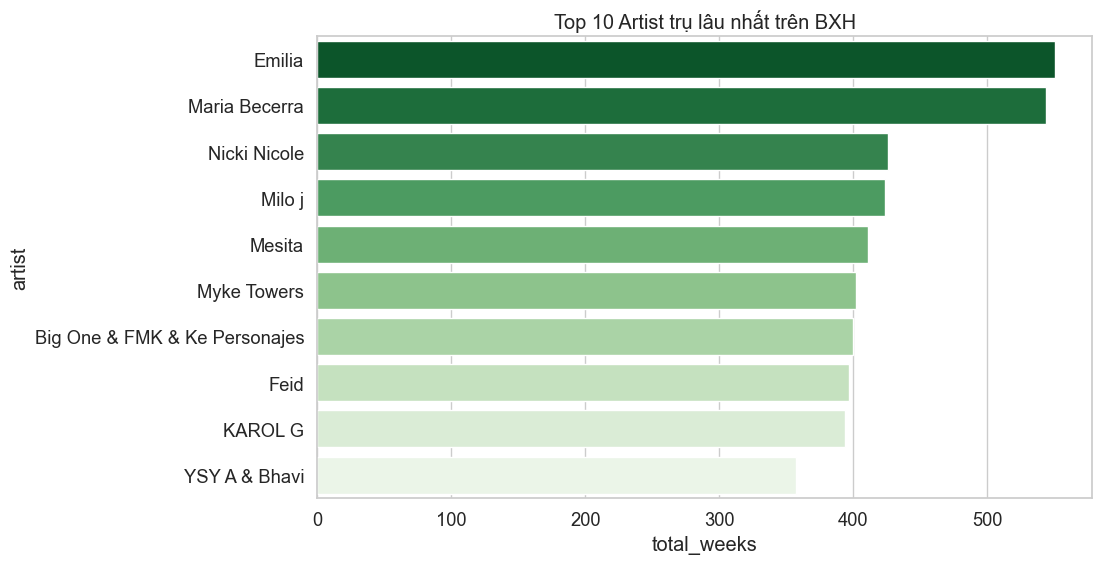 Top 10 Artist trụ lâu nhất trên BXH
artist
Emilia
Maria Becerra
Nicki Nicole
Milo j
Mesita
Myke Towers
Big One & FMK & Ke Personajes
Feid
KAROL G
YSY A & Bhavi
0 100 200 300 400 500
total_weeks